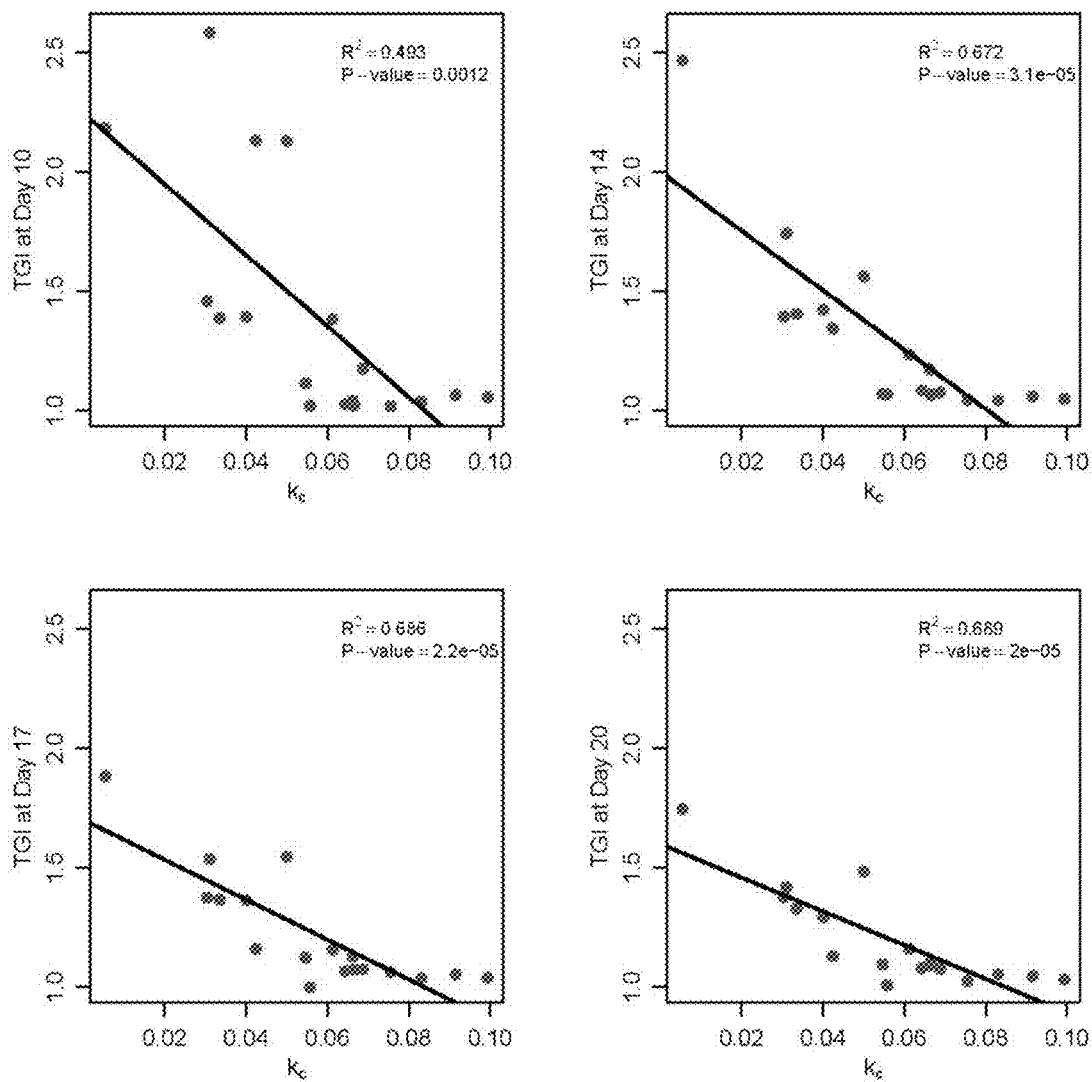 R² = 0.493
P−value = 0.0012
TGI at Day 10
2.5
2.0
1.5
1.0
0.02 0.04 0.06 0.08 0.10
kc
R² = 0.672
P−value = 3.1e−05
TGI at Day 14
2.5
2.0
1.5
1.0
0.02 0.04 0.06 0.08 0.10
kc
R² = 0.686
P−value = 2.2e−05
TGI at Day 17
2.5
2.0
1.5
1.0
0.02 0.04 0.06 0.08 0.10
kc
R² = 0.689
P−value = 2e−05
TGI at Day 20
2.5
2.0
1.5
1.0
0.02 0.04 0.06 0.08 0.10
kc